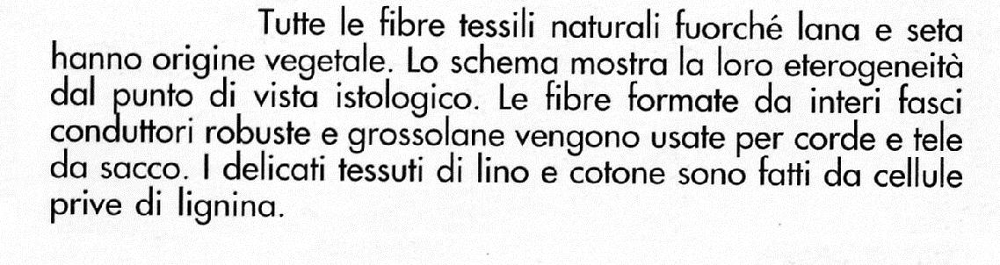 Tutte le fibre tessili naturali fuorché lana e seta
hanno origine vegetale. Lo schema mostra la loro eterogeneità
dal punto di vista istologico. Le fibre formate da interi fasci
conduttori robuste e grossolane vengono usate per corde e tele
da sacco. I delicati tessuti di lino e cotone sono fatti da cellule
prive di lignina.